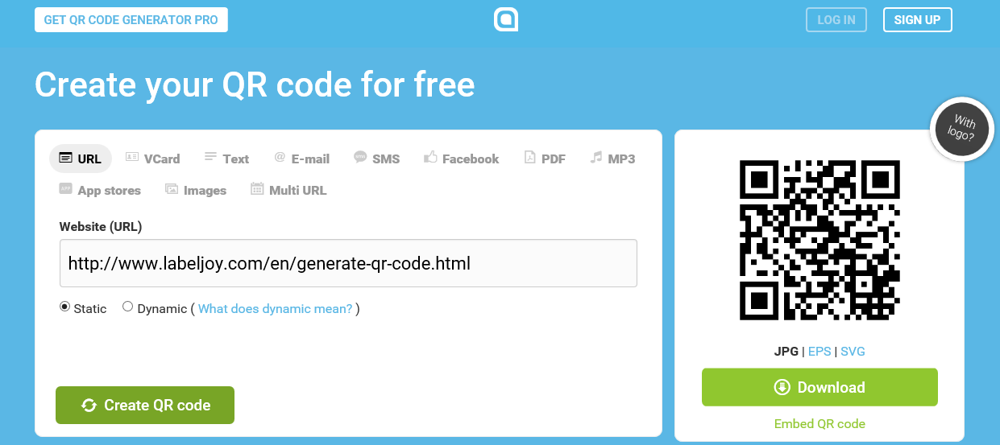 GET QR CODE GENERATOR PRO
LOG IN
SIGN UP
Create your QR code for free
With
logo?
URL VCard Text E-mail SMS Facebook PDF MP3
APP App stores Images Multi URL
Website (URL)
http://www.labeljoy.com/en/generate-qr-code.html
Static Dynamic ( What does dynamic mean? )
Create QR code
JPG | EPS | SVG
Download
Embed QR code